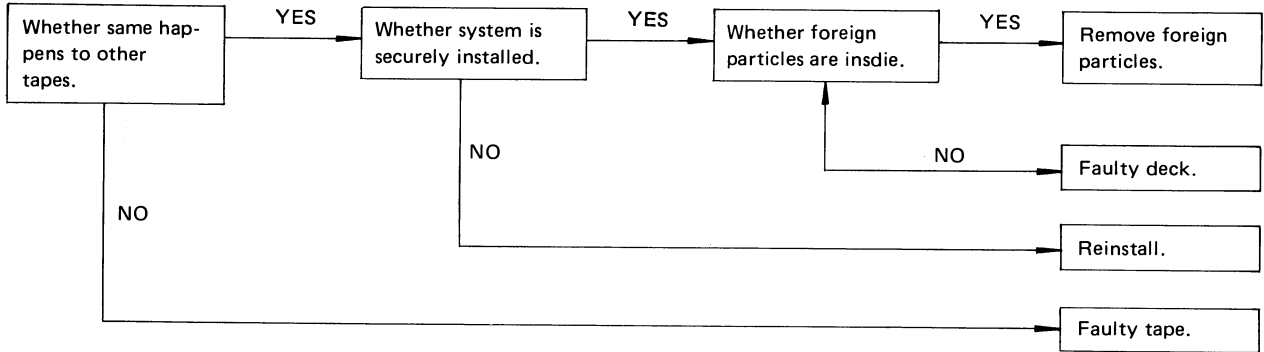 Whether same hap-
pens to other
tapes.
YES
Whether system is
securely installed.
YES
Whether foreign
particles are insdie.
YES
Remove foreign
particles.
NO
Faulty deck.
NO
Reinstall.
NO
Faulty tape.